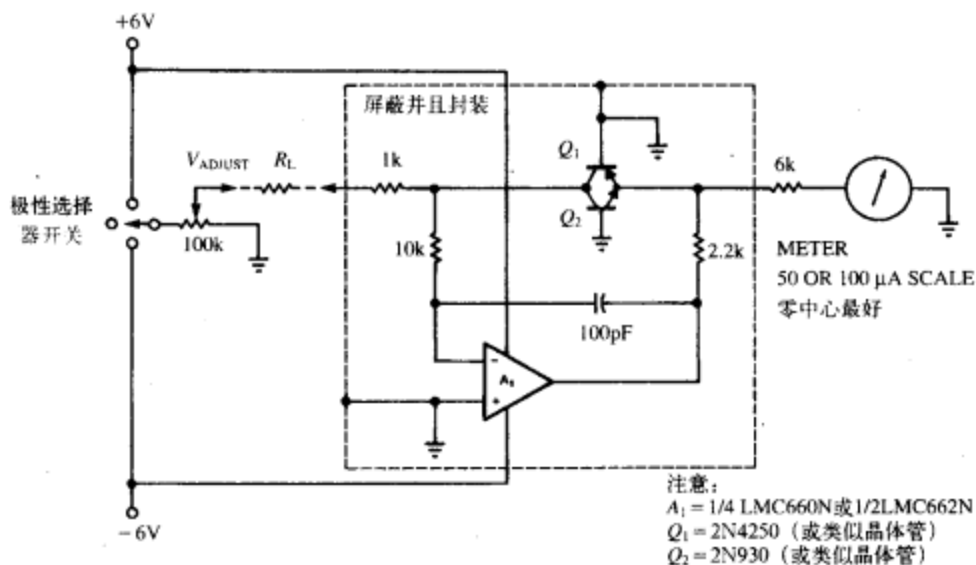 +6V
屏蔽并且封装
V_ADJUST
R_L
1k
Q₁
6k
极性选择
器开关
100k
10k
Q₂
2.2k
METER
50 OR 100 μA SCALE
零中心最好
100pF
−
A₁
+
−6V
注意:
A₁ = 1/4 LMC660N或1/2LMC662N
Q₁ = 2N4250 (或类似晶体管)
Q₂ = 2N930 (或类似晶体管)